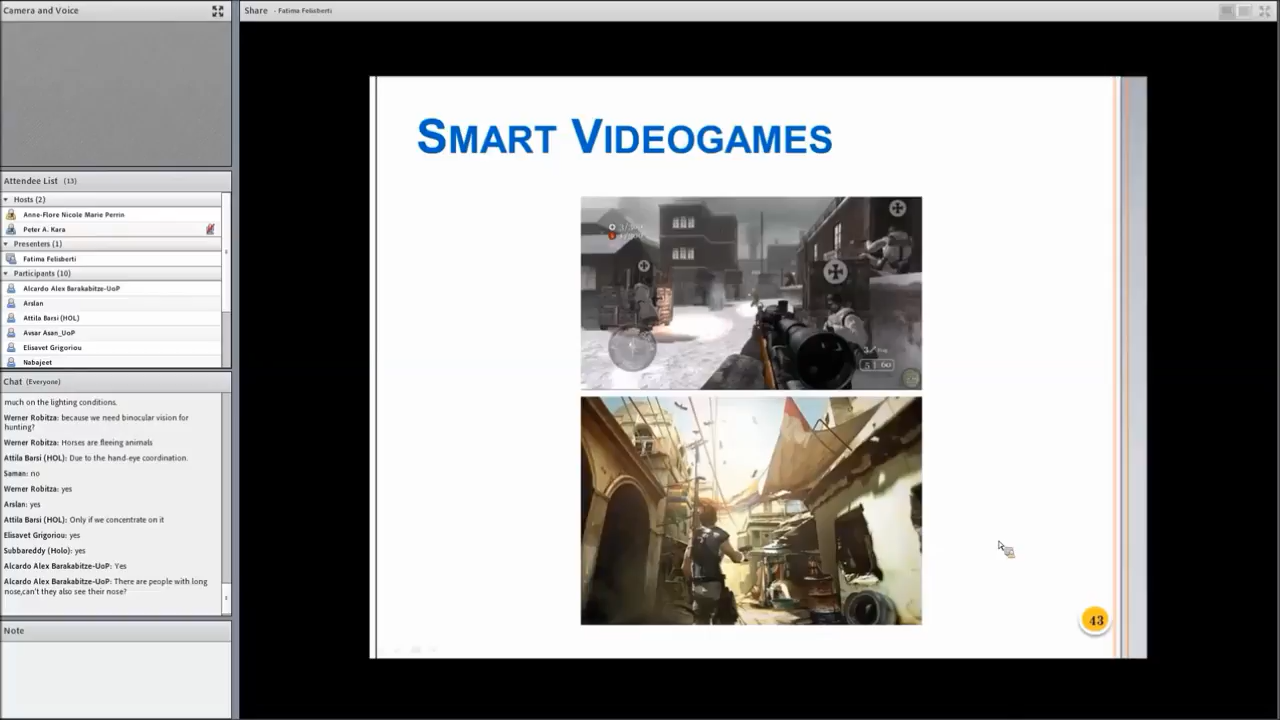 Camera and Voice
Attendee List (13)
Hosts (2)
Anne-Flore Nicole Marie Perrin
Peter A. Kara
Presenters (1)
Fatima Felisberti
Participants (10)
Alcardo Alex Barakabitze-UoP
Arslan
Attila Barsi (HOL)
Avsar Asan_UoP
Elisavet Grigoriou
Nabajeet
Chat (Everyone)
much on the lighting conditions.
Werner Robitza: because we need binocular vision for
hunting?
Werner Robitza: Horses are fleeing animals
Attila Barsi (HOL): Due to the hand-eye coordination.
Saman: no
Werner Robitza: yes
Arslan: yes
Attila Barsi (HOL): Only if we concentrate on it
Elisavet Grigoriou: yes
Subbareddy (Holo): yes
Alcardo Alex Barakabitze-UoP: Yes
Alcardo Alex Barakabitze-UoP: There are people with long
nose,can't they also see their nose?
Note
Share - Fatima Felisberti
SMART VIDEOGAMES
43